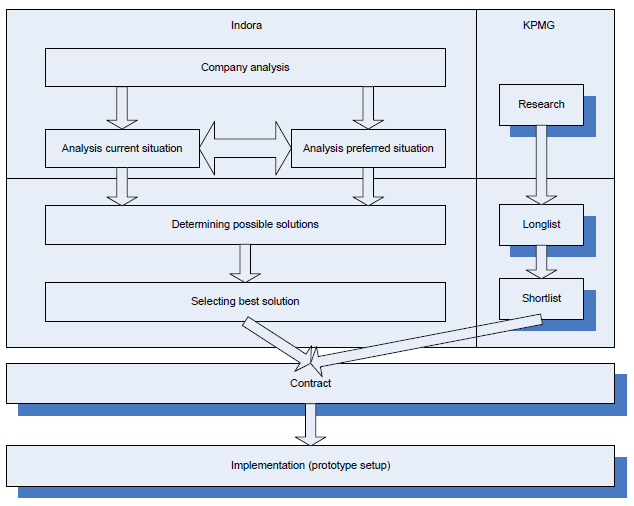 Indora
KPMG
Company analysis
Research
Analysis current situation
Analysis preferred situation
Determining possible solutions
Longlist
Selecting best solution
Shortlist
Contract
Implementation (prototype setup)